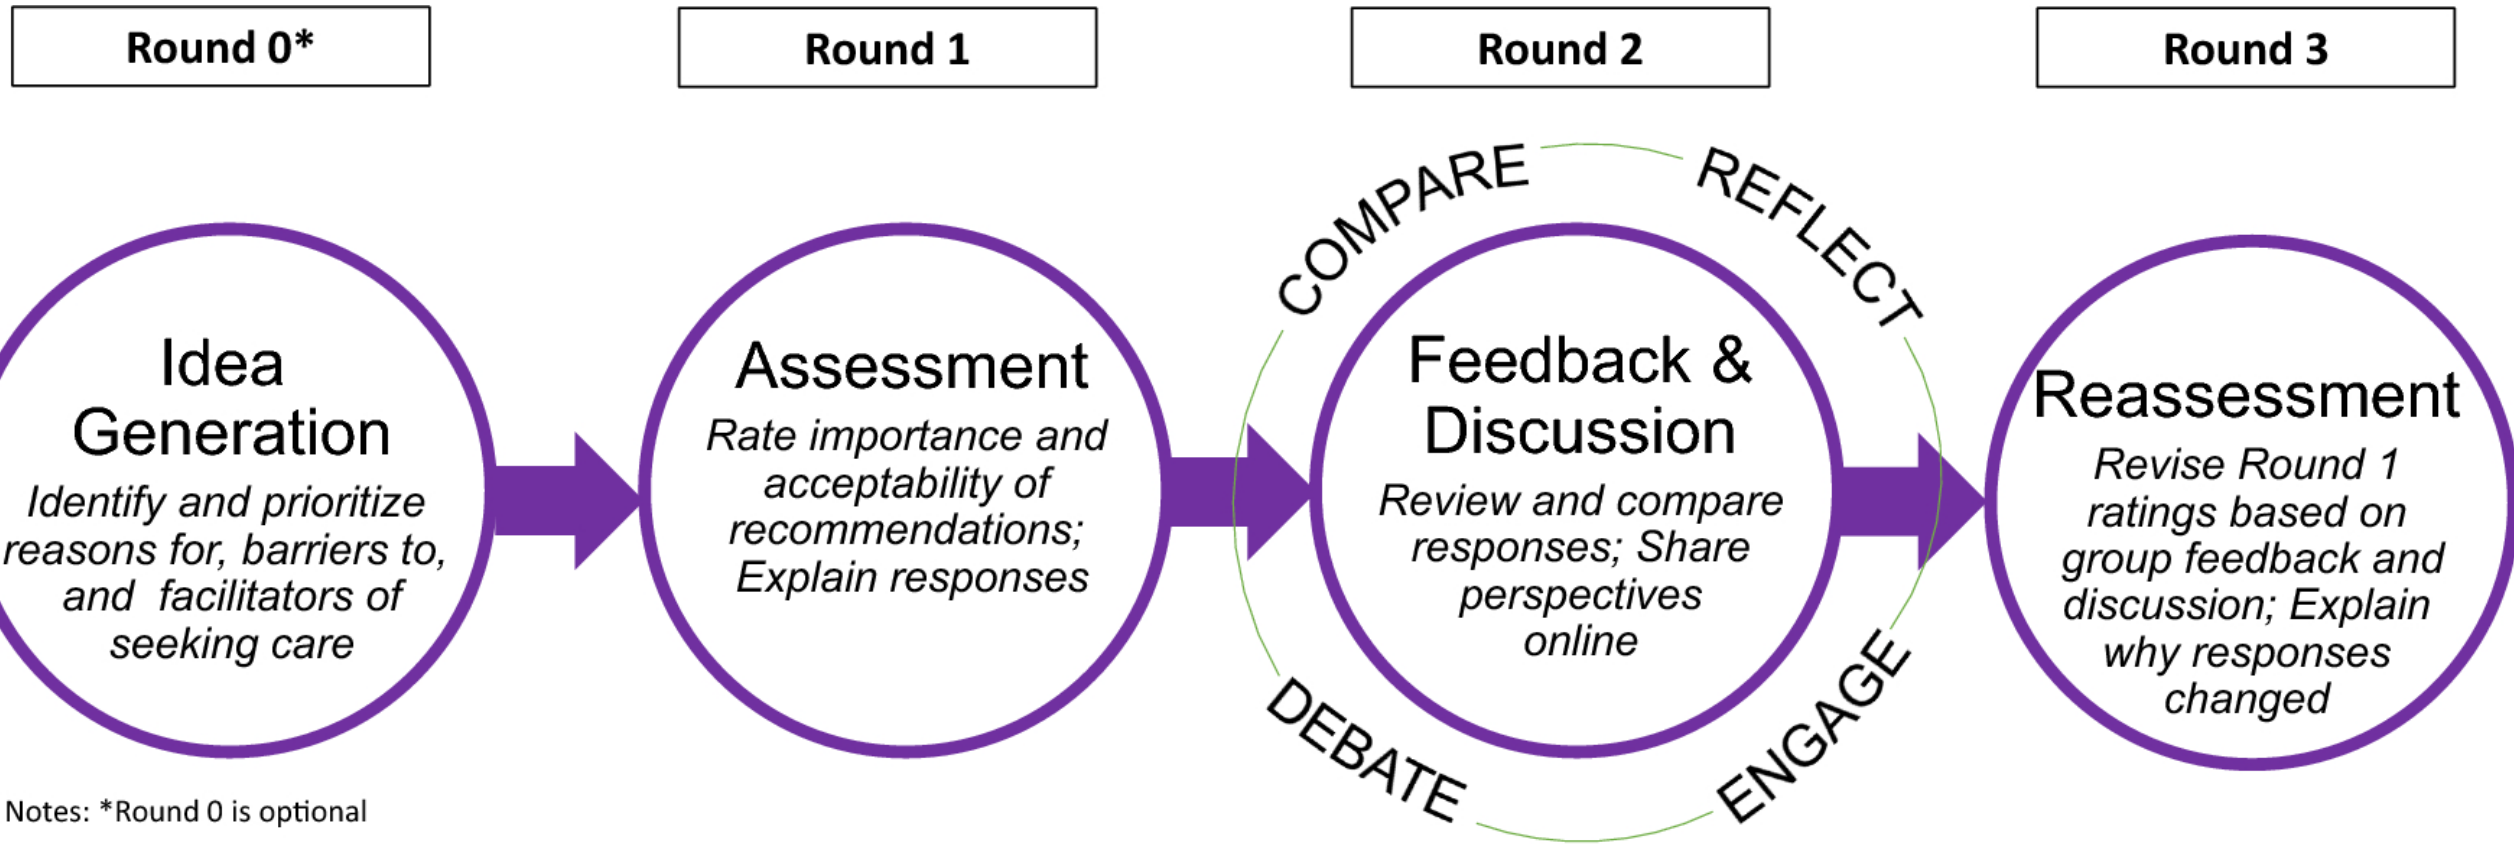 Round 0*
Round 1
Round 2
Round 3
Idea
Generation
Identify and prioritize
reasons for, barriers to,
and facilitators of
seeking care
Assessment
Rate importance and
acceptability of
recommendations;
Explain responses
COMPARE
REFLECT
Feedback &
Discussion
Review and compare
responses; Share
perspectives
online
DEBATE
ENGAGE
Reassessment
Revise Round 1
ratings based on
group feedback and
discussion; Explain
why responses
changed
Notes: *Round 0 is optional